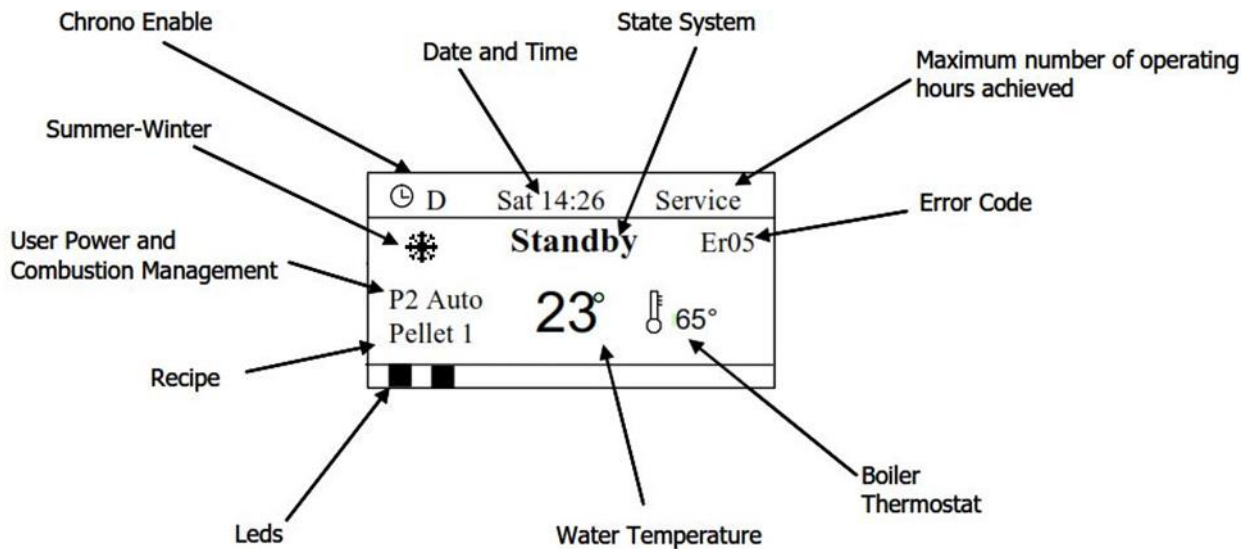 Chrono Enable
State System
Date and Time
Maximum number of operating
hours achieved
Summer-Winter
D Sat 14:26 Service
Error Code
Standby Er05
User Power and
Combustion Management
P2 Auto
23° 65°
Pellet 1
Recipe
Boiler
Thermostat
Leds
Water Temperature